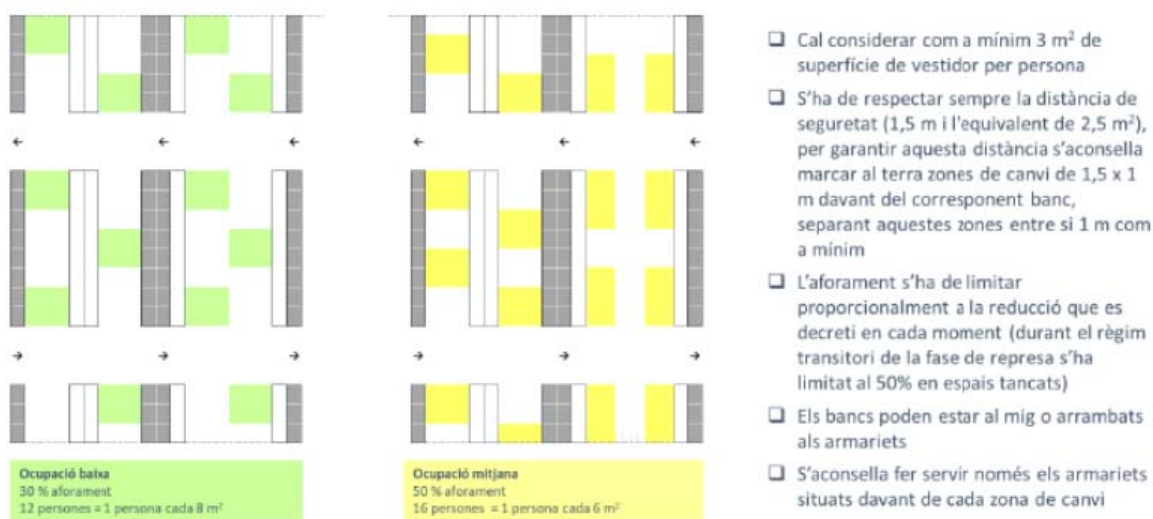 Cal considerar com a mínim 3 m² de
superfície de vestidor per persona
S'ha de respectar sempre la distància de
seguretat (1,5 m i l'equivalent de 2,5 m²),
per garantir aquesta distància s'aconsella
marcar al terra zones de canvi de 1,5 x 1
m davant del corresponent banc,
separant aquestes zones entre si 1 m com
a mínim
L'aforament s'ha de limitar
proporcionalment a la reducció que es
decreti en cada moment (durant el règim
transitori de la fase de represa s'ha
limitat al 50% en espais tancats)
Els bancs poden estar al mig o arrambats
als armariets
S'aconsella fer servir només els armariets
situats davant de cada zona de canvi
Ocupació baixa
30 % aforament
12 persones = 1 persona cada 8 m²
Ocupació mitjana
50 % aforament
16 persones = 1 persona cada 6 m²